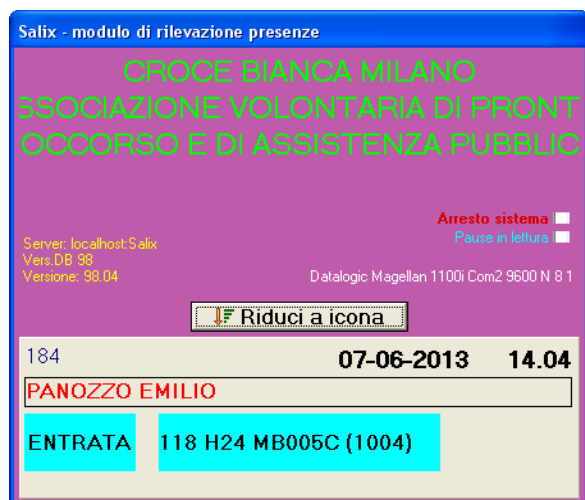 Salix - modulo di rilevazione presenze
CROCE BIANCA MILANO
SSOCIAZIONE VOLONTARIA DI PRONT
OCCORSO E DI ASSISTENZA PUBBLIC
Arresto sistema
Pause in lettura
Server: localhost:Salix
Vers.DB 98
Versione: 98.04
Datalogic Magellan 1100i Com2 9600 N 8 1
Riduci a icona
184 07-06-2013 14.04
PANOZZO EMILIO
ENTRATA 118 H24 MB005C (1004)